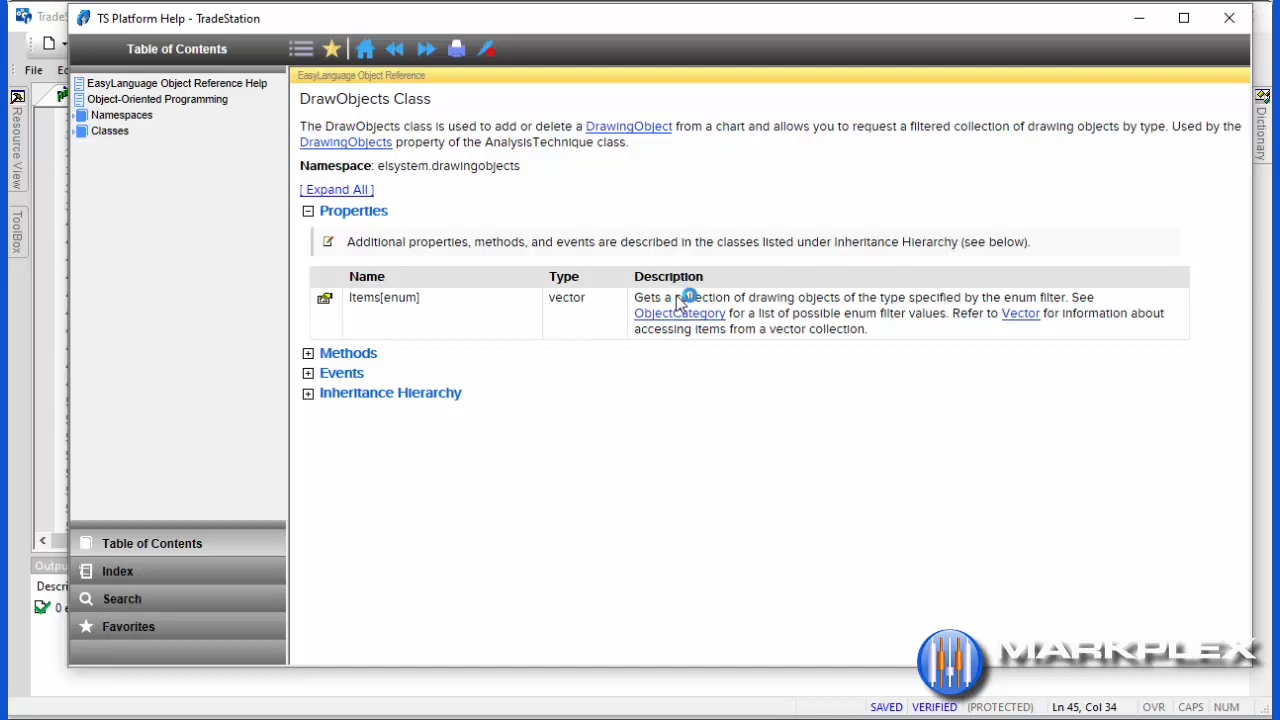 TradeS
TS Platform Help - TradeStation
File
Table of Contents
EasyLanguage Object Reference Help
Object-Oriented Programming
Namespaces
Classes
EasyLanguage Object Reference
DrawObjects Class
The DrawObjects class is used to add or delete a DrawingObject from a chart and allows you to request a filtered collection of drawing objects by type. Used by the
DrawingObjects property of the AnalysisTechnique class.
Namespace: elsystem.drawingobjects
[ Expand All ]
Properties
Additional properties, methods, and events are described in the classes listed under Inheritance Hierarchy (see below).
Name Type Description
Items[enum] vector Gets a collection of drawing objects of the type specified by the enum filter. See
ObjectCategory for a list of possible enum filter values. Refer to Vector for information about
accessing items from a vector collection.
Methods
Events
Inheritance Hierarchy
Resource View
ToolBox
Dictionary
Table of Contents
Index
Search
Favorites
Outpu
Descri
0 e
MARKPLEX
SAVED VERIFIED (PROTECTED) Ln 45, Col 34 OVR CAPS NUM